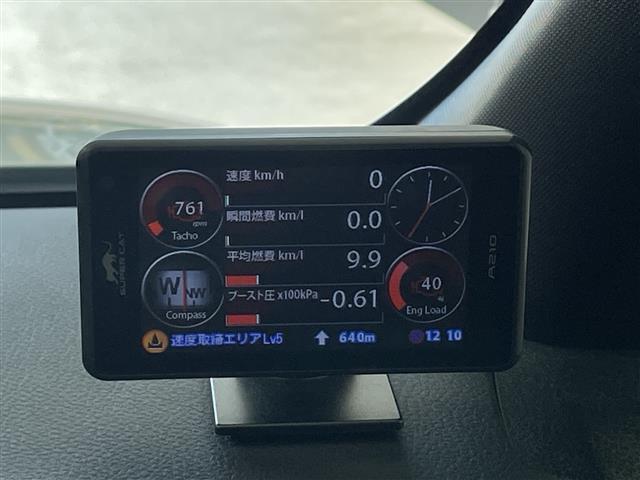 速度 km/h 0
761
rpm
Tacho
瞬間燃費 km/l 0.0
平均燃費 km/l 9.9
W NW
Compass
ブースト圧 x100kPa -0.61
40
Eng Load
速度取締エリアLv5 640m 12 10
SUPER CAT
A210